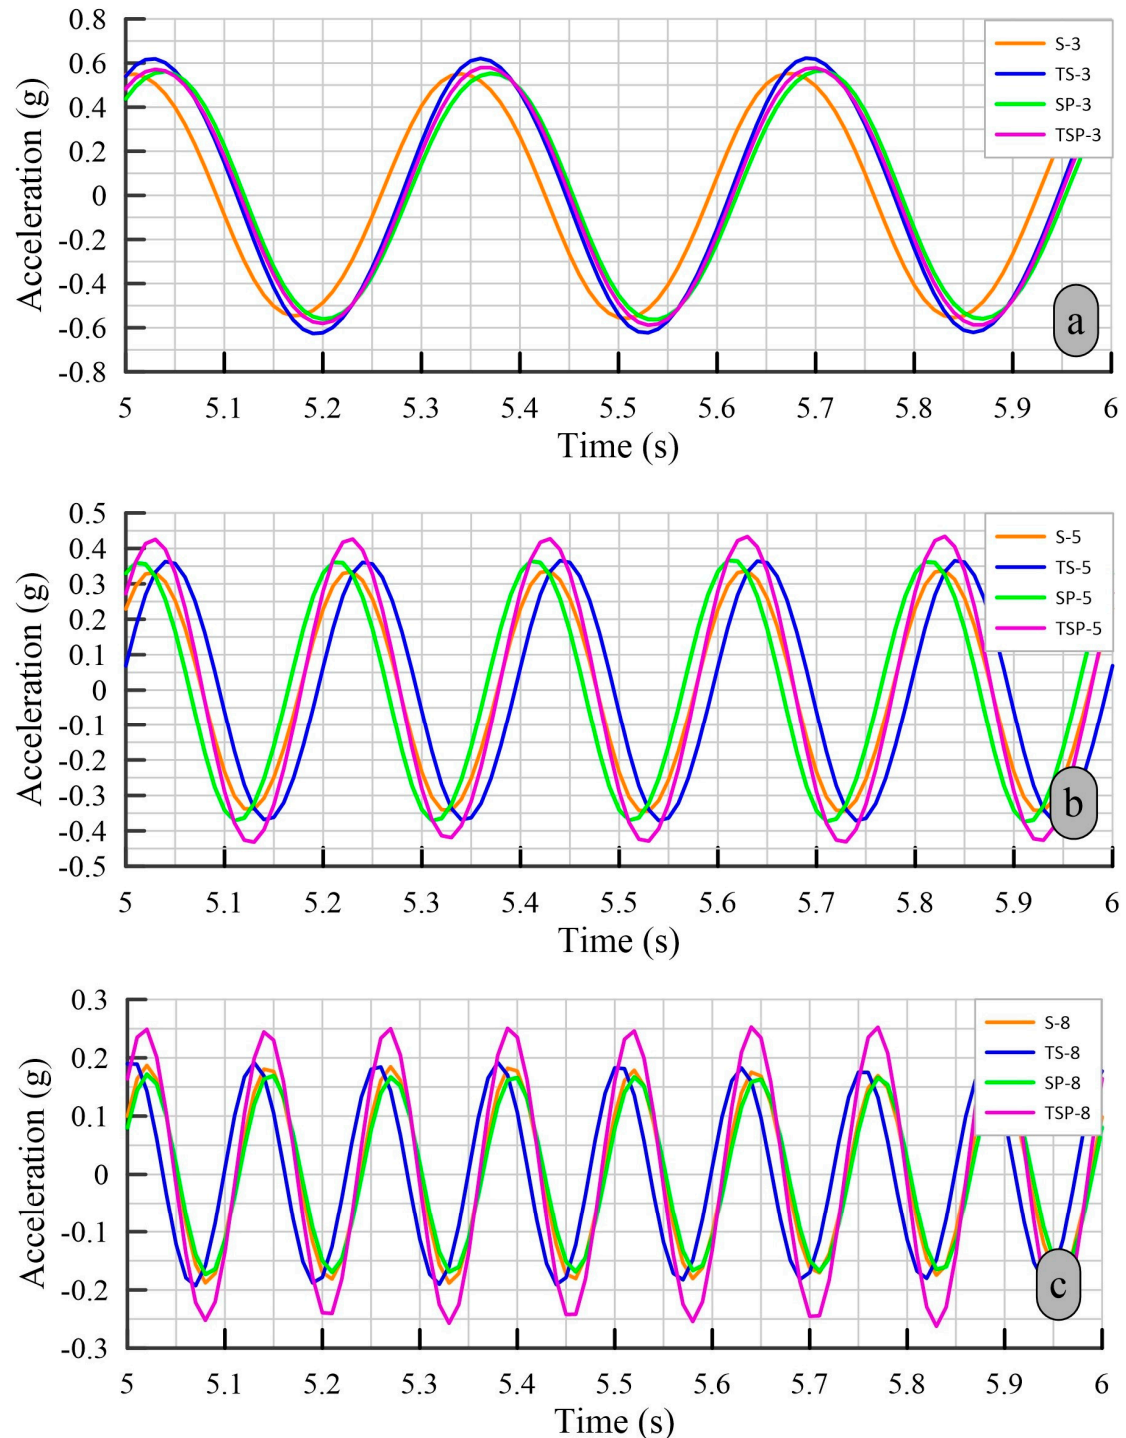 0.8
0.6
0.4
0.2
0
-0.2
-0.4
-0.6
-0.8
Acceleration (g)
S-3
TS-3
SP-3
TSP-3
a
5 5.1 5.2 5.3 5.4 5.5 5.6 5.7 5.8 5.9 6
Time (s)
0.5
0.4
0.3
0.2
0.1
0
-0.1
-0.2
-0.3
-0.4
-0.5
Acceleration (g)
S-5
TS-5
SP-5
TSP-5
b
5 5.1 5.2 5.3 5.4 5.5 5.6 5.7 5.8 5.9 6
Time (s)
0.3
0.2
0.1
0
-0.1
-0.2
-0.3
Acceleration (g)
S-8
TS-8
SP-8
TSP-8
c
5 5.1 5.2 5.3 5.4 5.5 5.6 5.7 5.8 5.9 6
Time (s)